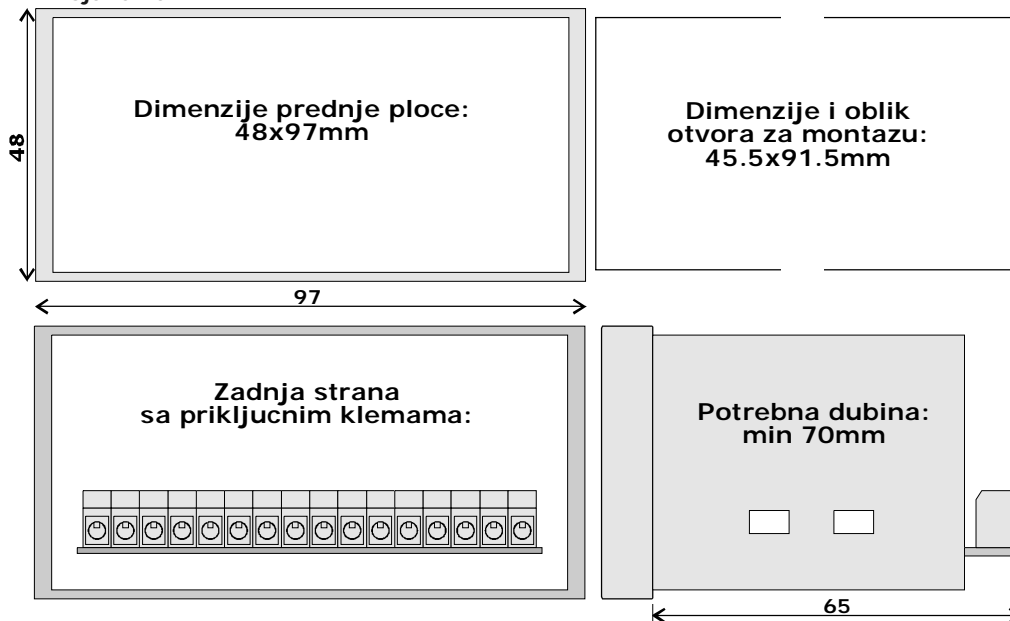 Dimenzije prednje ploce:
48x97mm
48
97
Dimenzije i oblik
otvora za montazu:
45.5x91.5mm
Zadnja strana
sa prikljucnim klemama:
Potrebna dubina:
min 70mm
65